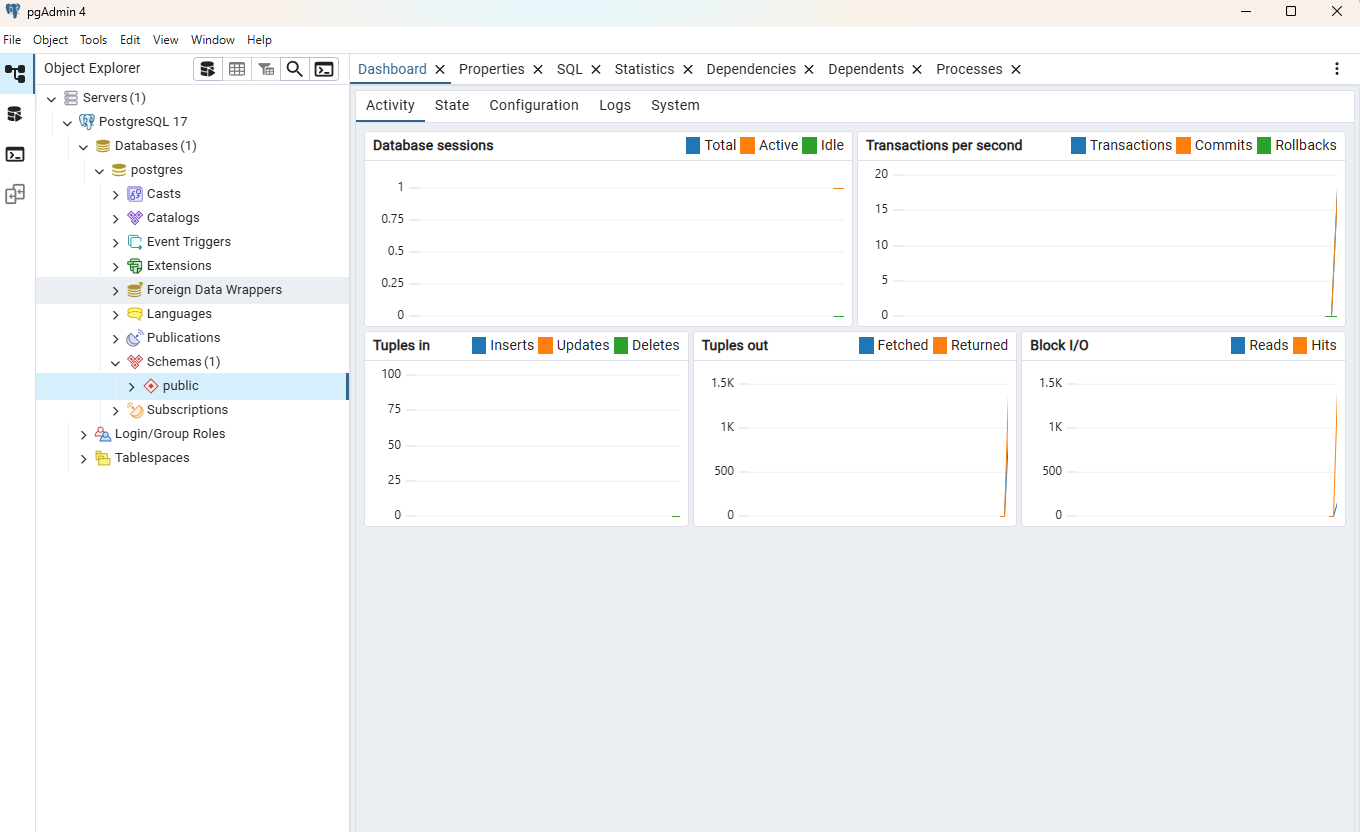 pgAdmin 4
File Object Tools Edit View Window Help
Object Explorer
Dashboard Properties SQL Statistics Dependencies Dependents Processes
Servers (1)
PostgreSQL 17
Databases (1)
postgres
Casts
Catalogs
Event Triggers
Extensions
Foreign Data Wrappers
Languages
Publications
Schemas (1)
public
Subscriptions
Login/Group Roles
Tablespaces
Activity State Configuration Logs System
Database sessions Total Active Idle
1
0.75
0.5
0.25
0
Transactions per second Transactions Commits Rollbacks
20
15
10
5
0
Tuples in Inserts Updates Deletes
100
75
50
25
0
Tuples out Fetched Returned
1.5K
1K
500
0
Block I/O Reads Hits
1.5K
1K
500
0